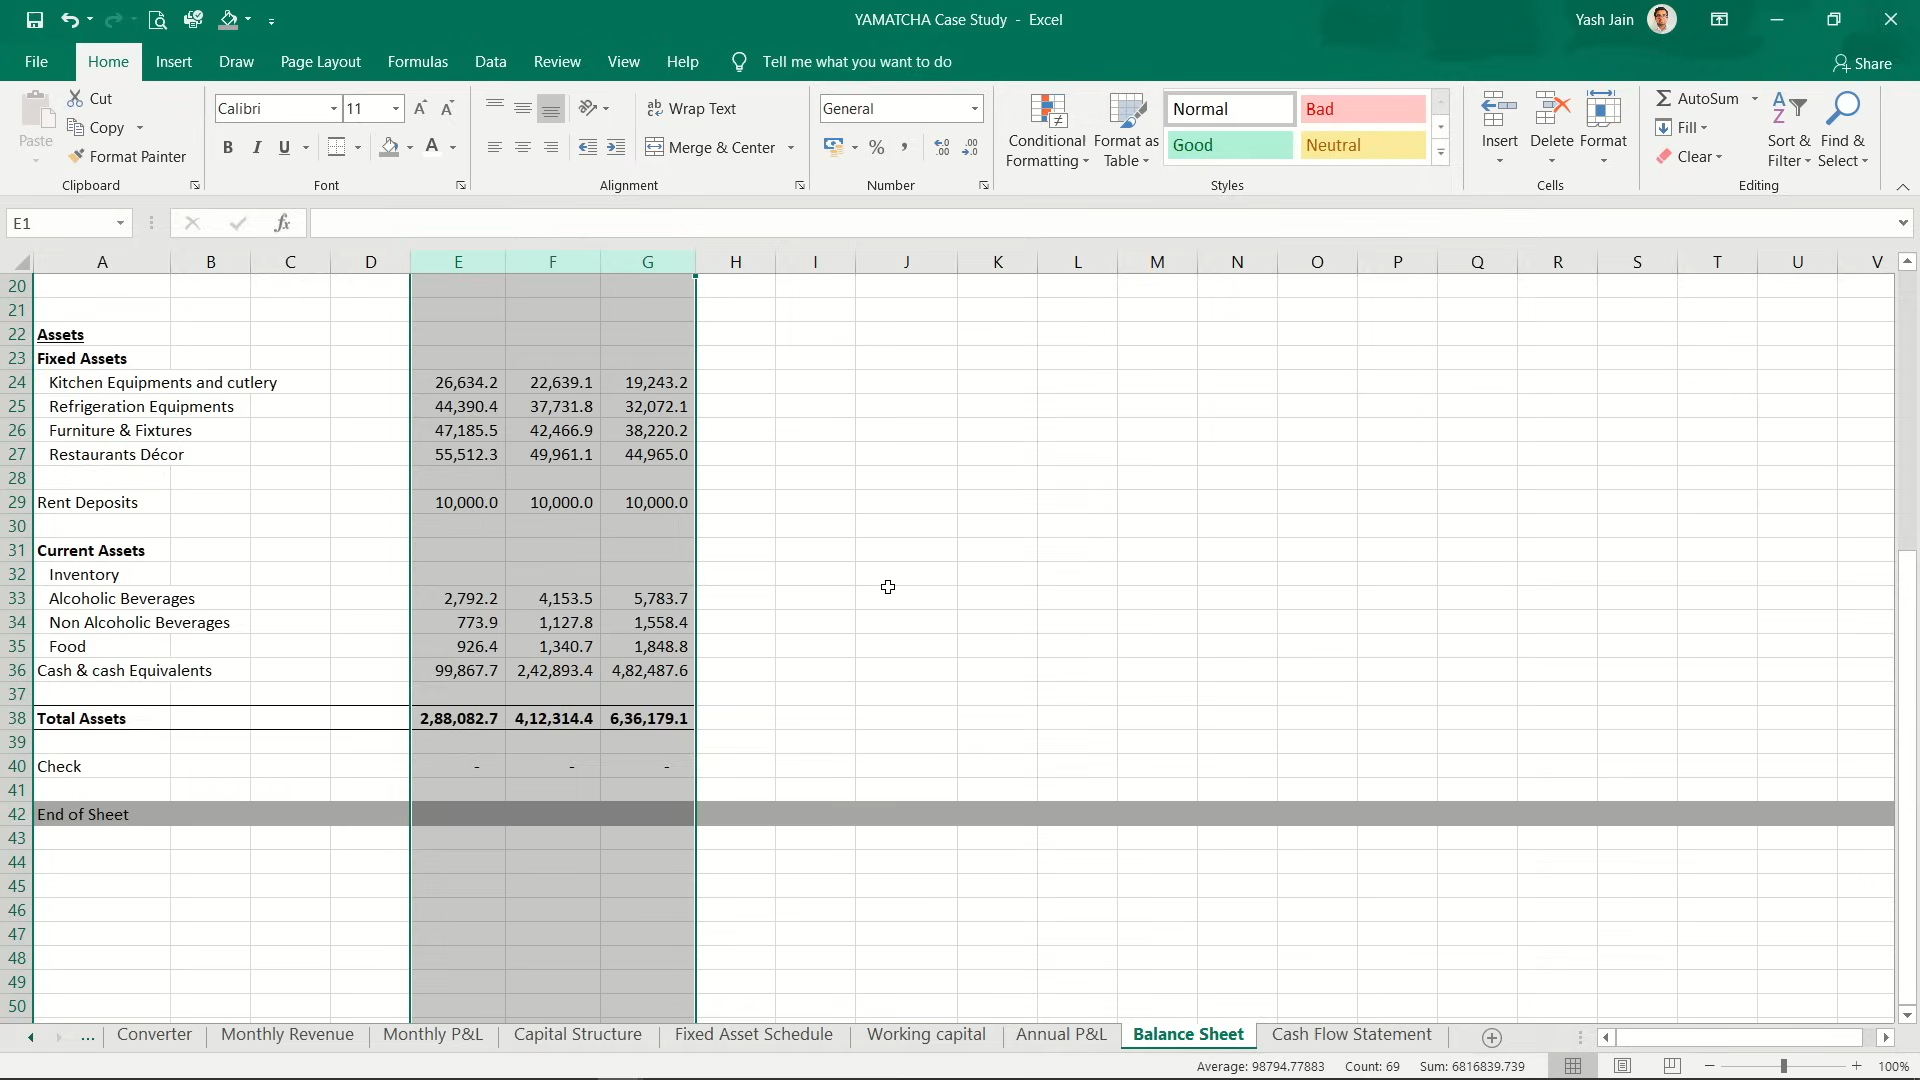 YAMATCHA Case Study - Excel
Yash Jain
File Home Insert Draw Page Layout Formulas Data Review View Help Tell me what you want to do Share
Paste
Cut
Copy
Format Painter
Clipboard
Calibri 11
B I U A
Font
Wrap Text
Merge & Center
Alignment
General
% ,
Number
Conditional Formatting
Format as Table
Normal Bad
Good Neutral
Styles
Insert Delete Format
Cells
AutoSum
Fill
Clear
Sort & Filter
Find & Select
Editing
E1 fx
A B C D E F G H I J K L M N O P Q R S T U V
20
21
22 Assets
23 Fixed Assets
24 Kitchen Equipments and cutlery 26,634.2 22,639.1 19,243.2
25 Refrigeration Equipments 44,390.4 37,731.8 32,072.1
26 Furniture & Fixtures 47,185.5 42,466.9 38,220.2
27 Restaurants Décor 55,512.3 49,961.1 44,965.0
28
29 Rent Deposits 10,000.0 10,000.0 10,000.0
30
31 Current Assets
32 Inventory
33 Alcoholic Beverages 2,792.2 4,153.5 5,783.7
34 Non Alcoholic Beverages 773.9 1,127.8 1,558.4
35 Food 926.4 1,340.7 1,848.8
36 Cash & cash Equivalents 99,867.7 2,42,893.4 4,82,487.6
37
38 Total Assets 2,88,082.7 4,12,314.4 6,36,179.1
39
40 Check - - -
41
42 End of Sheet
43
44
45
46
47
48
49
50
... Converter Monthly Revenue Monthly P&L Capital Structure Fixed Asset Schedule Working capital Annual P&L Balance Sheet Cash Flow Statement
Average: 98794.77883 Count: 69 Sum: 6816839.739 100%